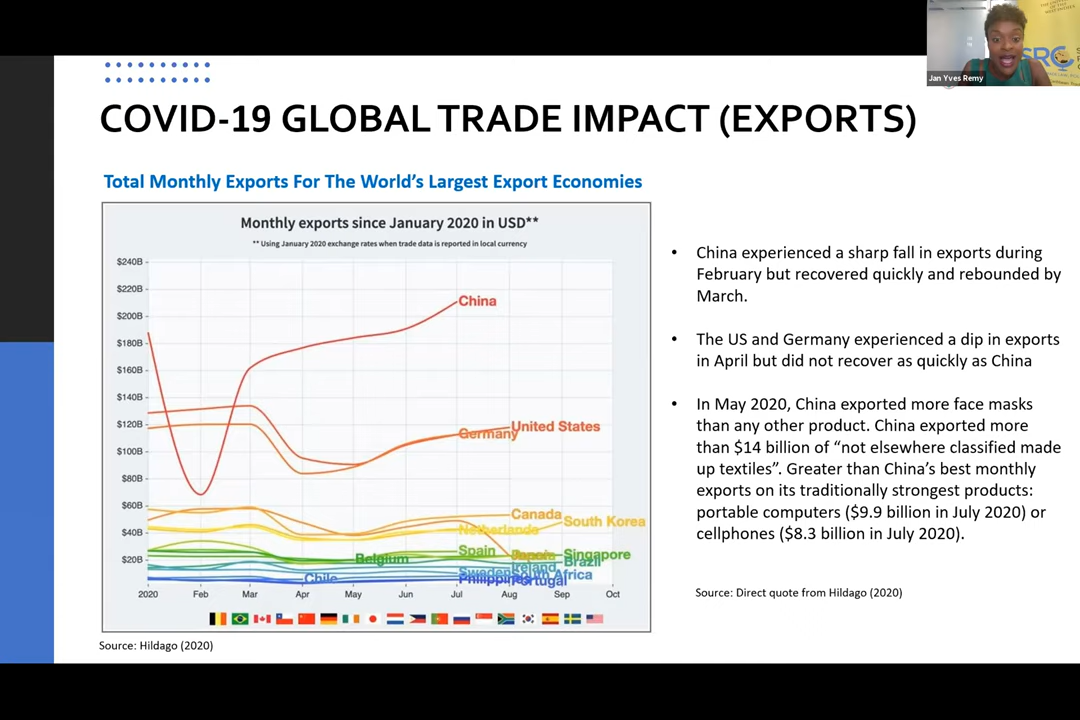 Jan Yves Remy
SRC
COVID-19 GLOBAL TRADE IMPACT (EXPORTS)
Total Monthly Exports For The World's Largest Export Economies
Monthly exports since January 2020 in USD**
** Using January 2020 exchange rates when trade data is reported in local currency
$240B
$220B
$200B
$180B
$160B
$140B
$120B
$100B
$80B
$60B
$40B
$20B
China
United States
Germany
Canada
South Korea
Netherlands
Spain
Japan
Singapore
Belgium
Brazil
Ireland
Sweden
South Africa
Chile
Philippines
Portugal
2020 Feb Mar Apr May Jun Jul Aug Sep Oct
Source: Hildago (2020)
• China experienced a sharp fall in exports during
February but recovered quickly and rebounded by
March.
• The US and Germany experienced a dip in exports
in April but did not recover as quickly as China
• In May 2020, China exported more face masks
than any other product. China exported more
than $14 billion of “not elsewhere classified made
up textiles”. Greater than China's best monthly
exports on its traditionally strongest products:
portable computers ($9.9 billion in July 2020) or
cellphones ($8.3 billion in July 2020).
Source: Direct quote from Hildago (2020)